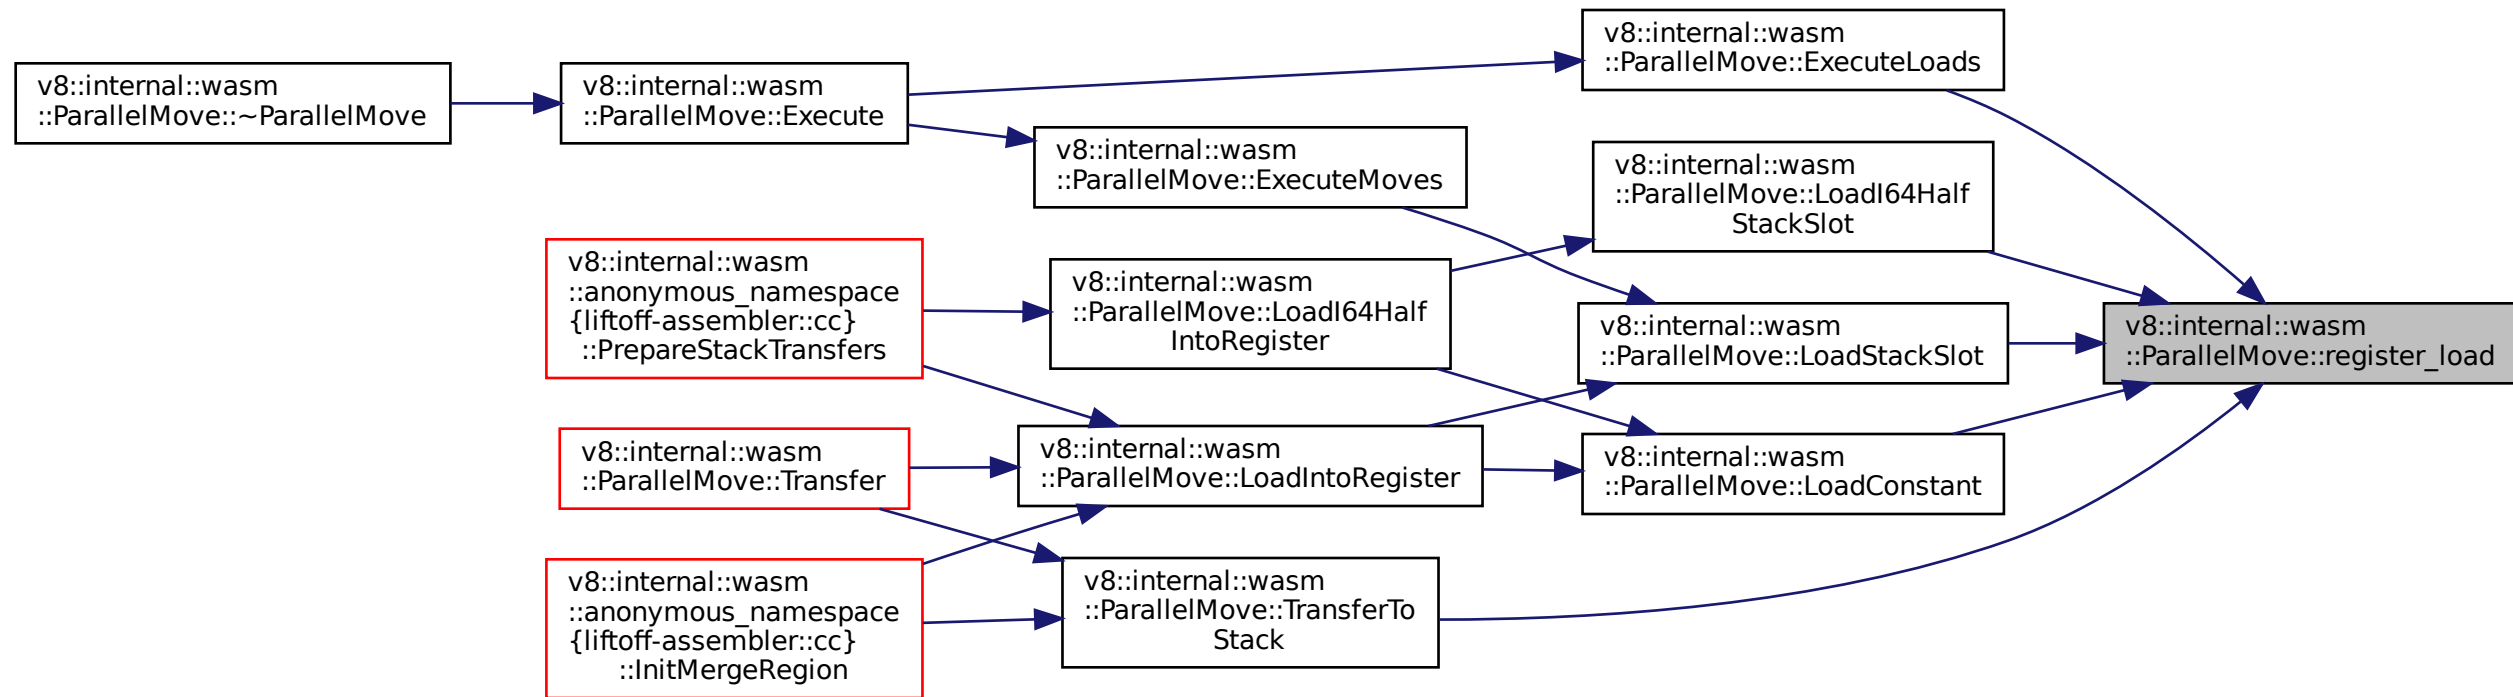 v8::internal::wasm
::ParallelMove::~ParallelMove
v8::internal::wasm
::ParallelMove::Execute
v8::internal::wasm
::ParallelMove::ExecuteLoads
v8::internal::wasm
::ParallelMove::ExecuteMoves
v8::internal::wasm
::ParallelMove::LoadI64Half
StackSlot
v8::internal::wasm
::anonymous_namespace
{liftoff-assembler::cc}
::PrepareStackTransfers
v8::internal::wasm
::ParallelMove::LoadI64Half
IntoRegister
v8::internal::wasm
::ParallelMove::LoadStackSlot
v8::internal::wasm
::ParallelMove::register_load
v8::internal::wasm
::ParallelMove::Transfer
v8::internal::wasm
::ParallelMove::LoadIntoRegister
v8::internal::wasm
::ParallelMove::LoadConstant
v8::internal::wasm
::anonymous_namespace
{liftoff-assembler::cc}
::InitMergeRegion
v8::internal::wasm
::ParallelMove::TransferTo
Stack